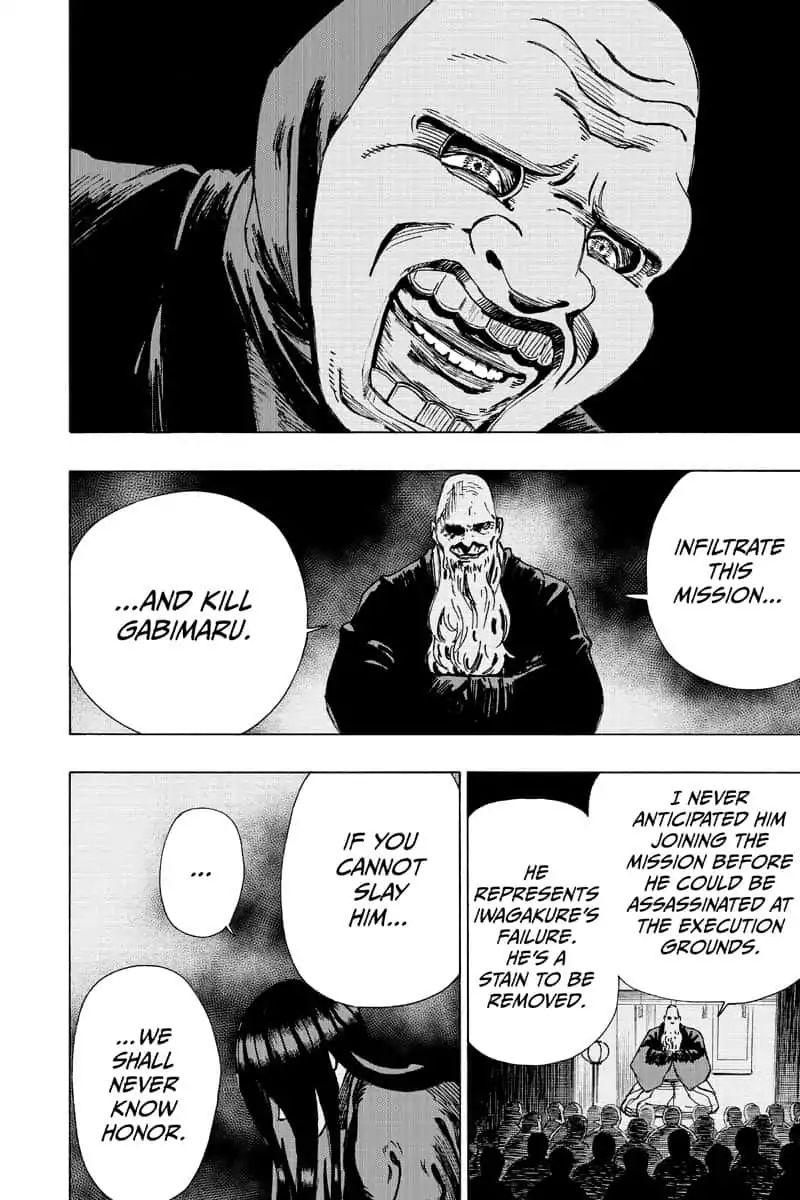 INFILTRATE
THIS
MISSION...
...AND KILL
GABIMARU.
I NEVER
ANTICIPATED HIM
JOINING THE
MISSION BEFORE
HE COULD BE
ASSASSINATED AT
THE EXECUTION
GROUNDS.
HE
REPRESENTS
IWAGAKURE'S
FAILURE.
HE'S A
STAIN TO BE
REMOVED.
IF YOU
CANNOT
SLAY
HIM...
...
...WE
SHALL
NEVER
KNOW
HONOR.